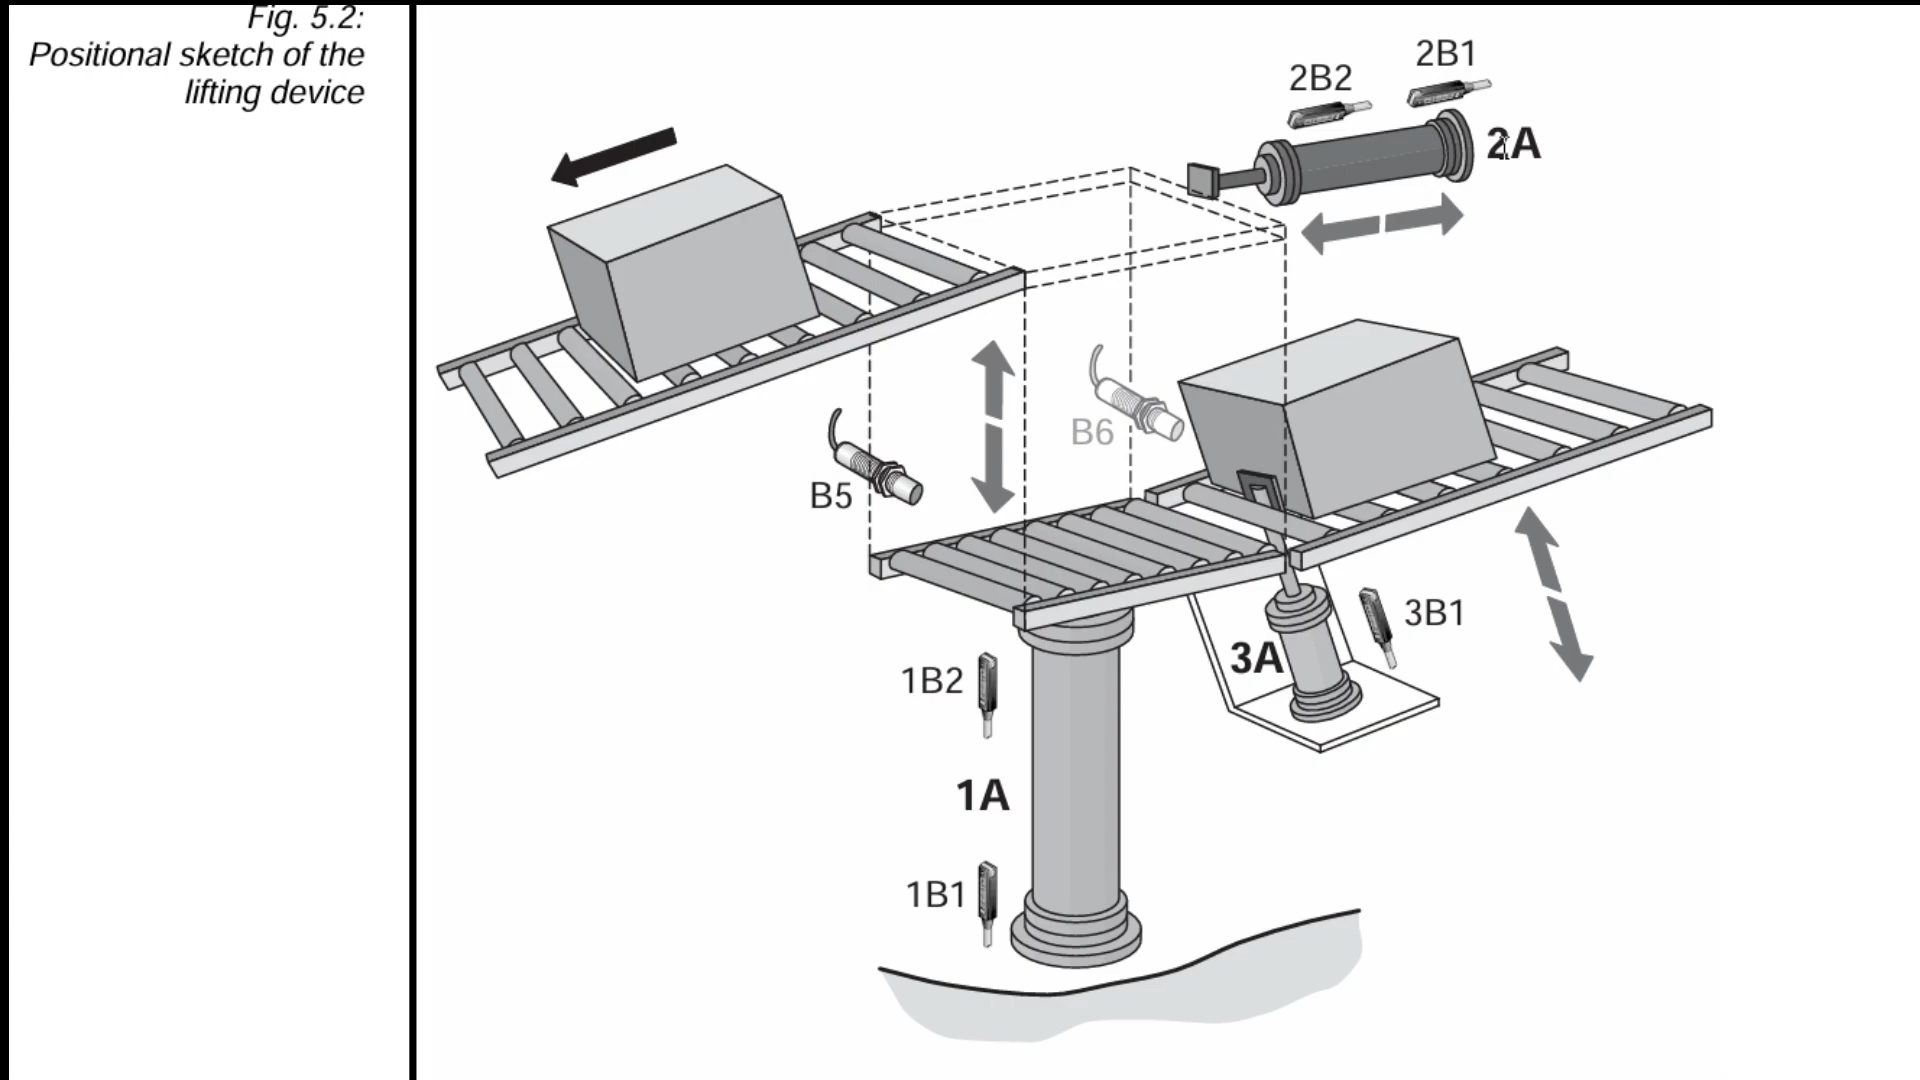 Fig. 5.2:
Positional sketch of the
lifting device
2B1
2B2
2A
B6
B5
3B1
3A
1B2
1A
1B1